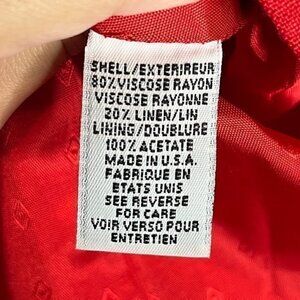 SHELL/EXTERIEUR
80% VISCOSE RAYON
VISCOSE RAYONNE
20% LINEN/LIN
LINING/DOUBLURE
100% ACETATE
MADE IN U.S.A.
FABRIQUE EN
ETATS UNIS
SEE REVERSE
FOR CARE
VOIR VERSO POUR
ENTRETIEN